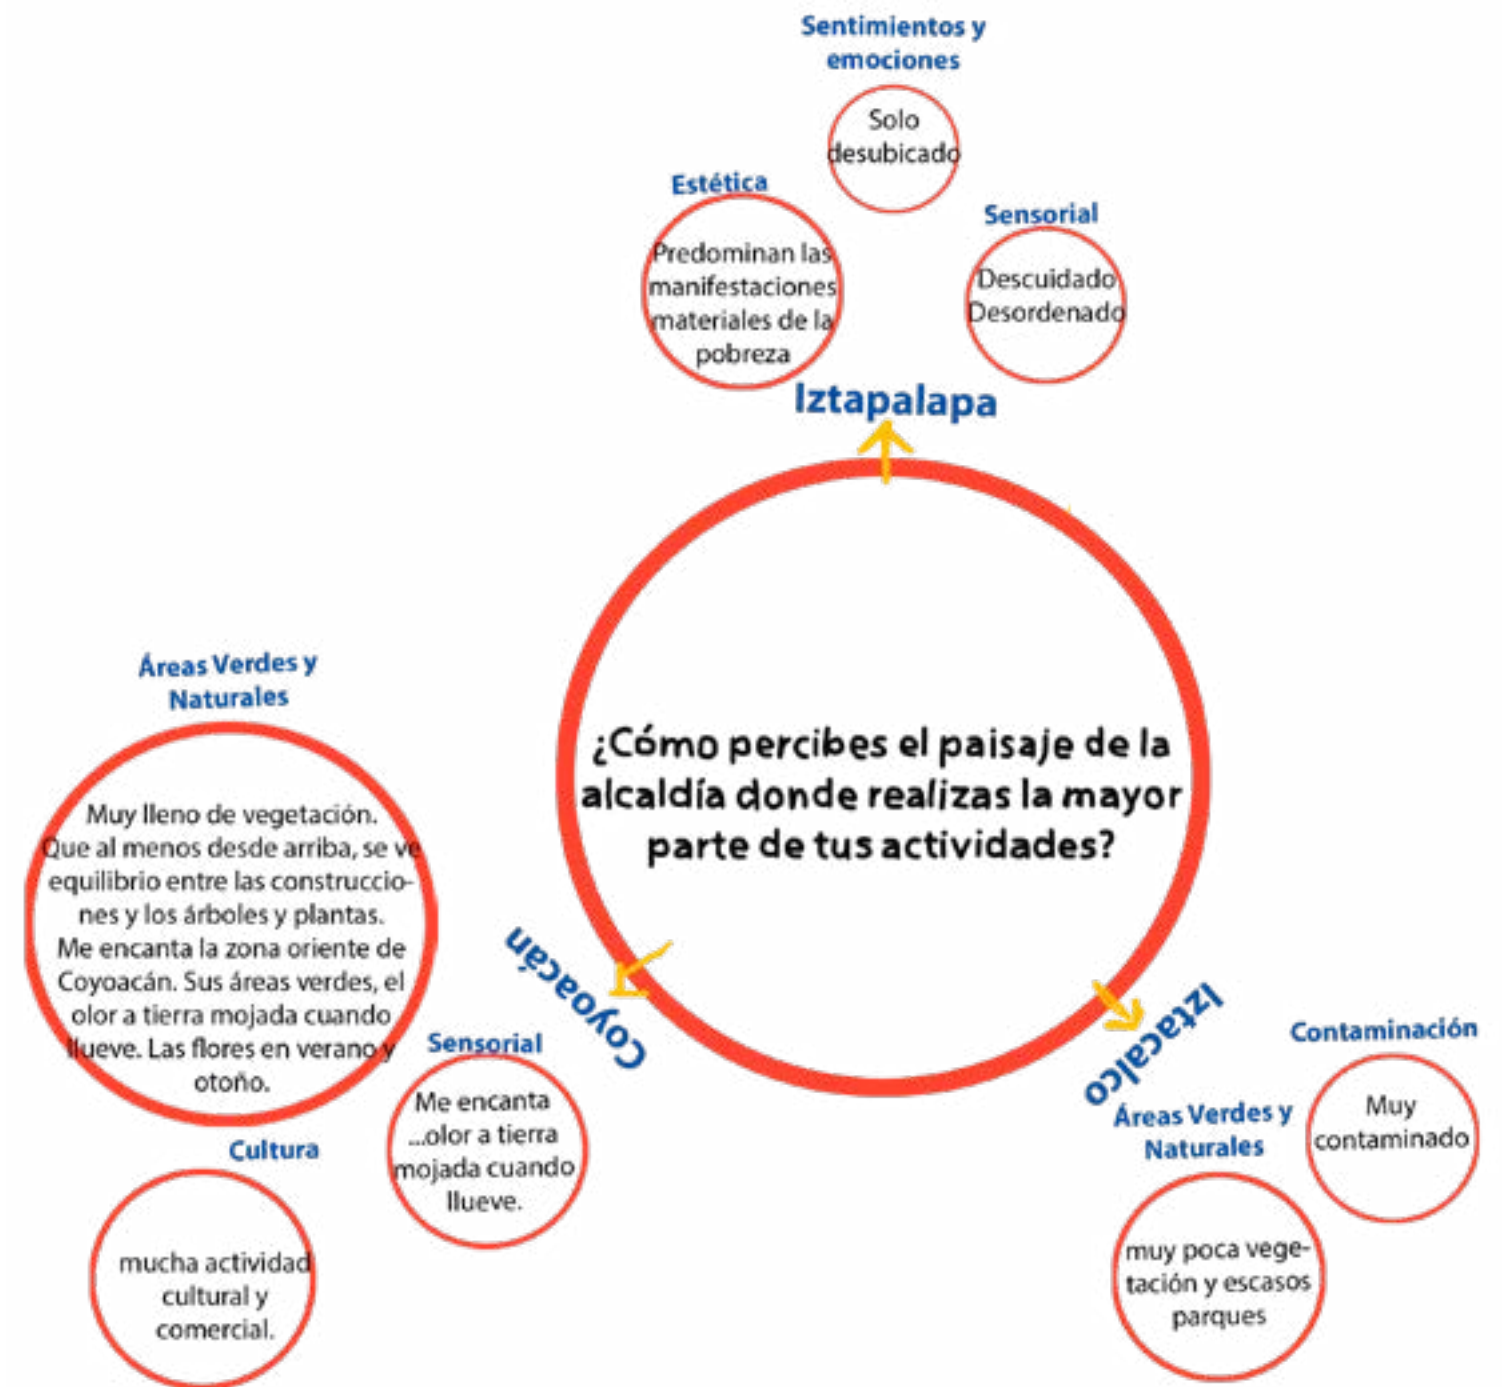 Sentimientos y
emociones
Solo
desubicado
Estética
Predominan las
manifestaciones
materiales de la
pobreza
Sensorial
Descuidado
Desordenado
Iztapalapa
¿Cómo percibes el paisaje de la
alcaldía donde realizas la mayor
parte de tus actividades?
Coyoacán
Áreas Verdes y
Naturales
Muy lleno de vegetación.
Que al menos desde arriba, se ve
equilibrio entre las construccio-
nes y los árboles y plantas.
Me encanta la zona oriente de
Coyoacán. Sus áreas verdes, el
olor a tierra mojada cuando
llueve. Las flores en verano y
otoño.
Sensorial
Me encanta
...olor a tierra
mojada cuando
llueve.
Cultura
mucha actividad
cultural y
comercial.
Iztacalco
Contaminación
Muy
contaminado
Áreas Verdes y
Naturales
muy poca vege-
tación y escasos
parques